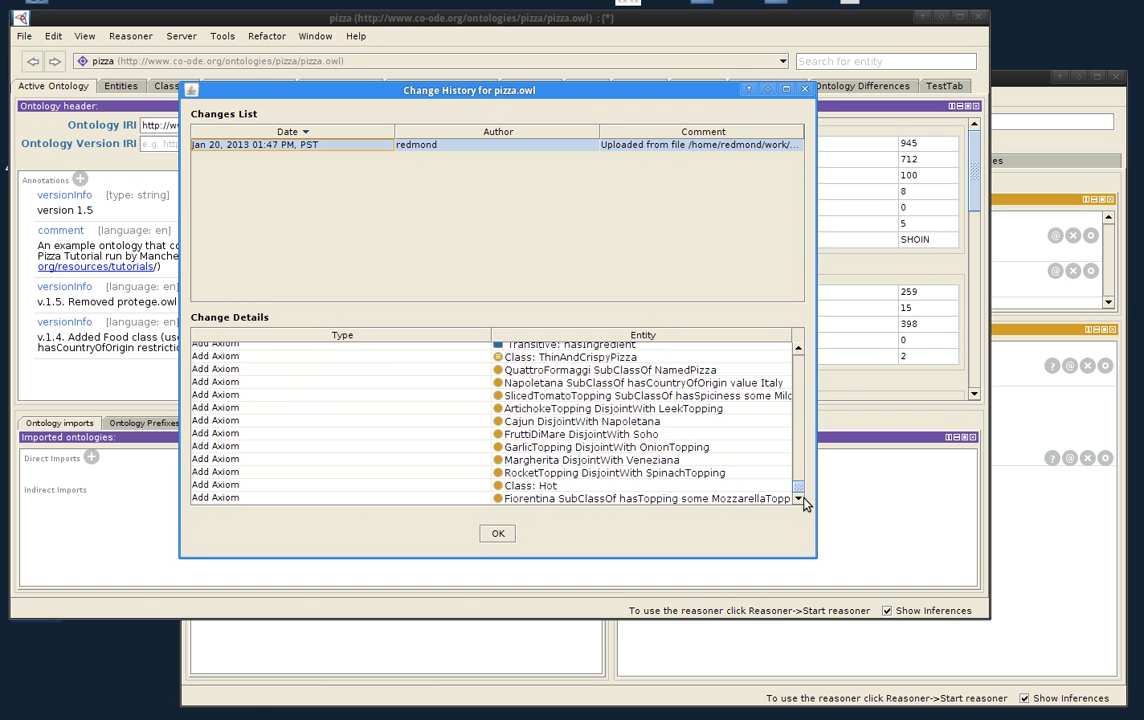 pizza (http://www.co-ode.org/ontologies/pizza/pizza.owl) : [*]
File Edit View Reasoner Server Tools Refactor Window Help
pizza (http://www.co-ode.org/ontologies/pizza/pizza.owl)
Search for entity
Active Ontology Entities Class Ontology Differences TestTab
Ontology header:
Ontology IRI http://w
Ontology Version IRI e.g. http
Annotations
versionInfo [type: string]
version 1.5
comment [language: en]
An example ontology that co
Pizza Tutorial run by Manche
org/resources/tutorials/)
versionInfo [language: en]
v.1.5. Removed protege.owl
versionInfo [language: en]
v.1.4. Added Food class (us
hasCountryOfOrigin restrictio
Ontology imports Ontology Prefixes
Imported ontologies:
Direct Imports
Indirect Imports
Change History for pizza.owl
Changes List
Date Author Comment
Jan 20, 2013 01:47 PM, PST redmond Uploaded from file /home/redmond/work/...
Change Details
Type Entity
Add Axiom Transitive: hasIngredient
Add Axiom Class: ThinAndCrispyPizza
Add Axiom QuattroFormaggi SubClassOf NamedPizza
Add Axiom Napoletana SubClassOf hasCountryOfOrigin value Italy
Add Axiom SlicedTomatoTopping SubClassOf hasSpiciness some Mild
Add Axiom ArtichokeTopping DisjointWith LeekTopping
Add Axiom Cajun DisjointWith Napoletana
Add Axiom FruttiDiMare DisjointWith Soho
Add Axiom GarlicTopping DisjointWith OnionTopping
Add Axiom Margherita DisjointWith Veneziana
Add Axiom RocketTopping DisjointWith SpinachTopping
Add Axiom Class: Hot
Add Axiom Fiorentina SubClassOf hasTopping some MozzarellaTopp
OK
945
712
100
8
0
5
SHOIN
259
15
398
0
2
es
To use the reasoner click Reasoner->Start reasoner Show Inferences
To use the reasoner click Reasoner->Start reasoner Show Inferences